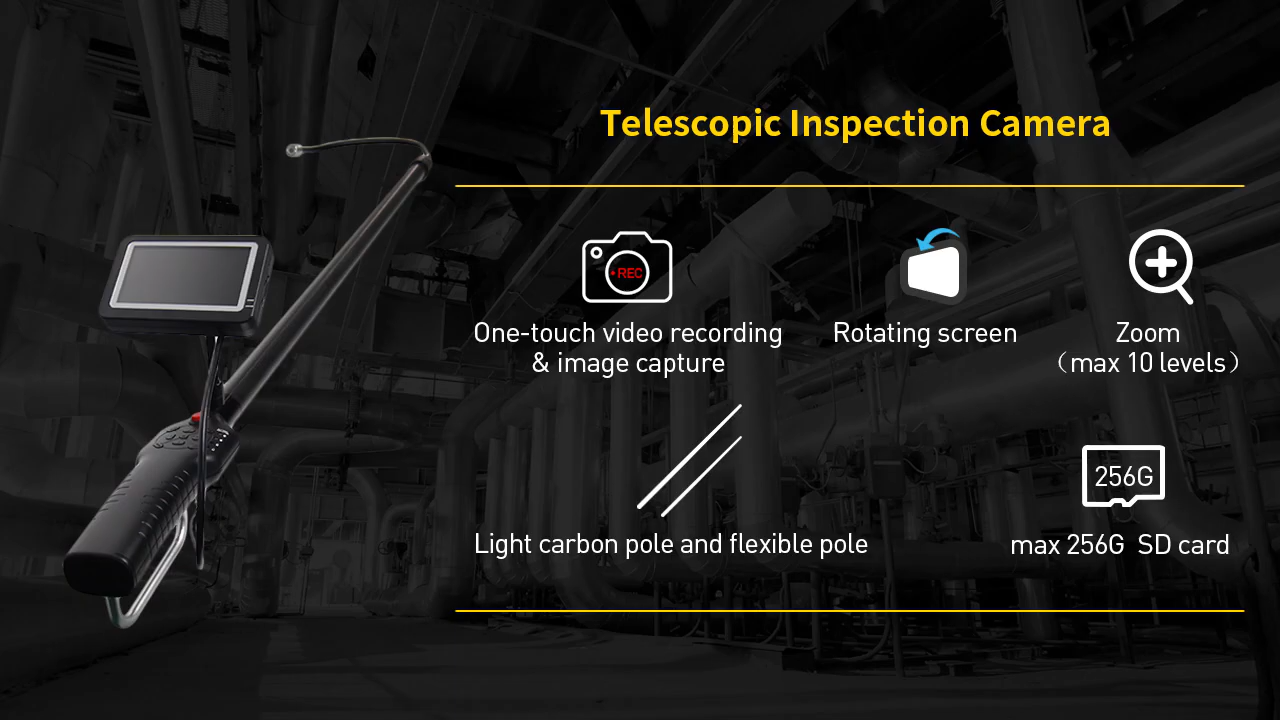 Telescopic Inspection Camera
REC
One-touch video recording
& image capture
Rotating screen
Zoom
（max 10 levels）
Light carbon pole and flexible pole
256G
max 256G  SD card